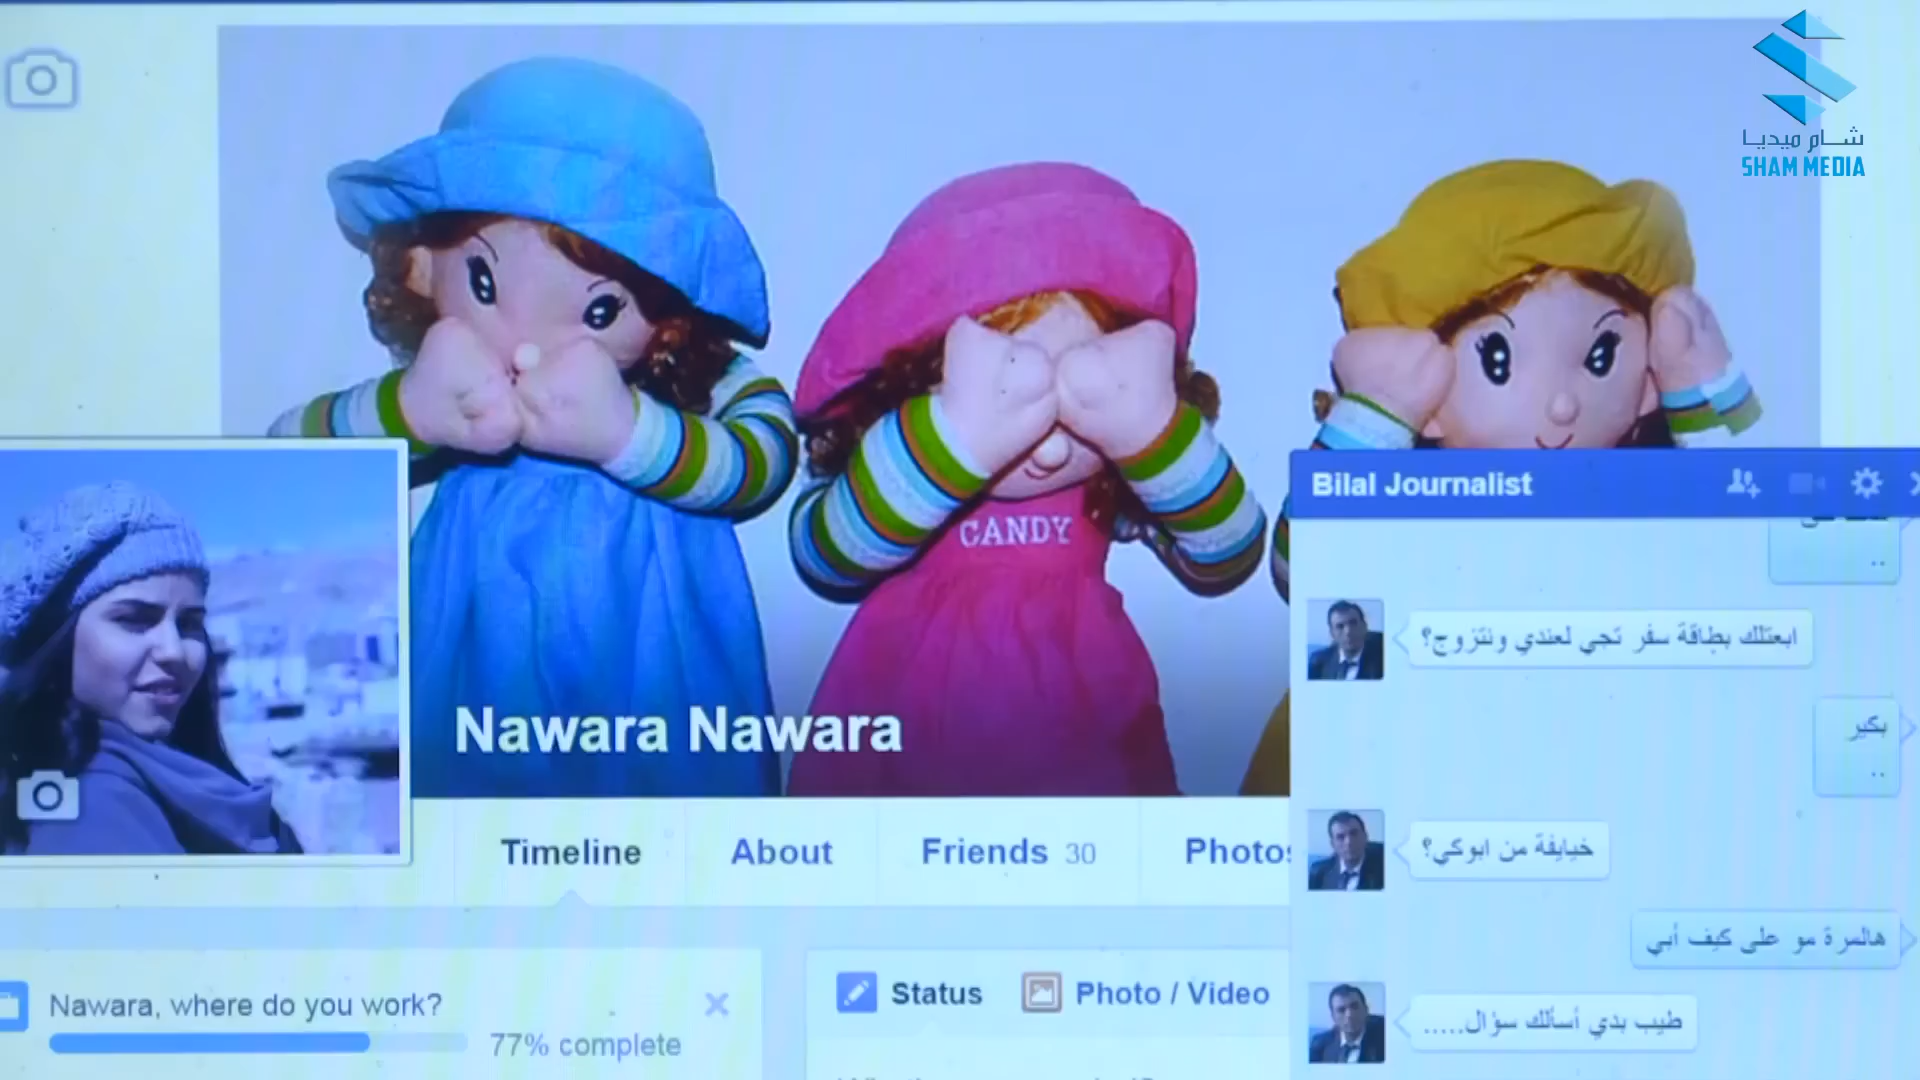 شام ميديا
SHAM MEDIA
CANDY
Nawara Nawara
Timeline
About
Friends 30
Photos
Nawara, where do you work?
77% complete
Status
Photo / Video
Bilal Journalist
..
ابعتلك بطاقة سفر تجي لعندي ونتزوج؟
بكير
..
خيايفة من ابوكي؟
هالمرة مو على كيف أبي
طيب بدي أسألك سؤال.....